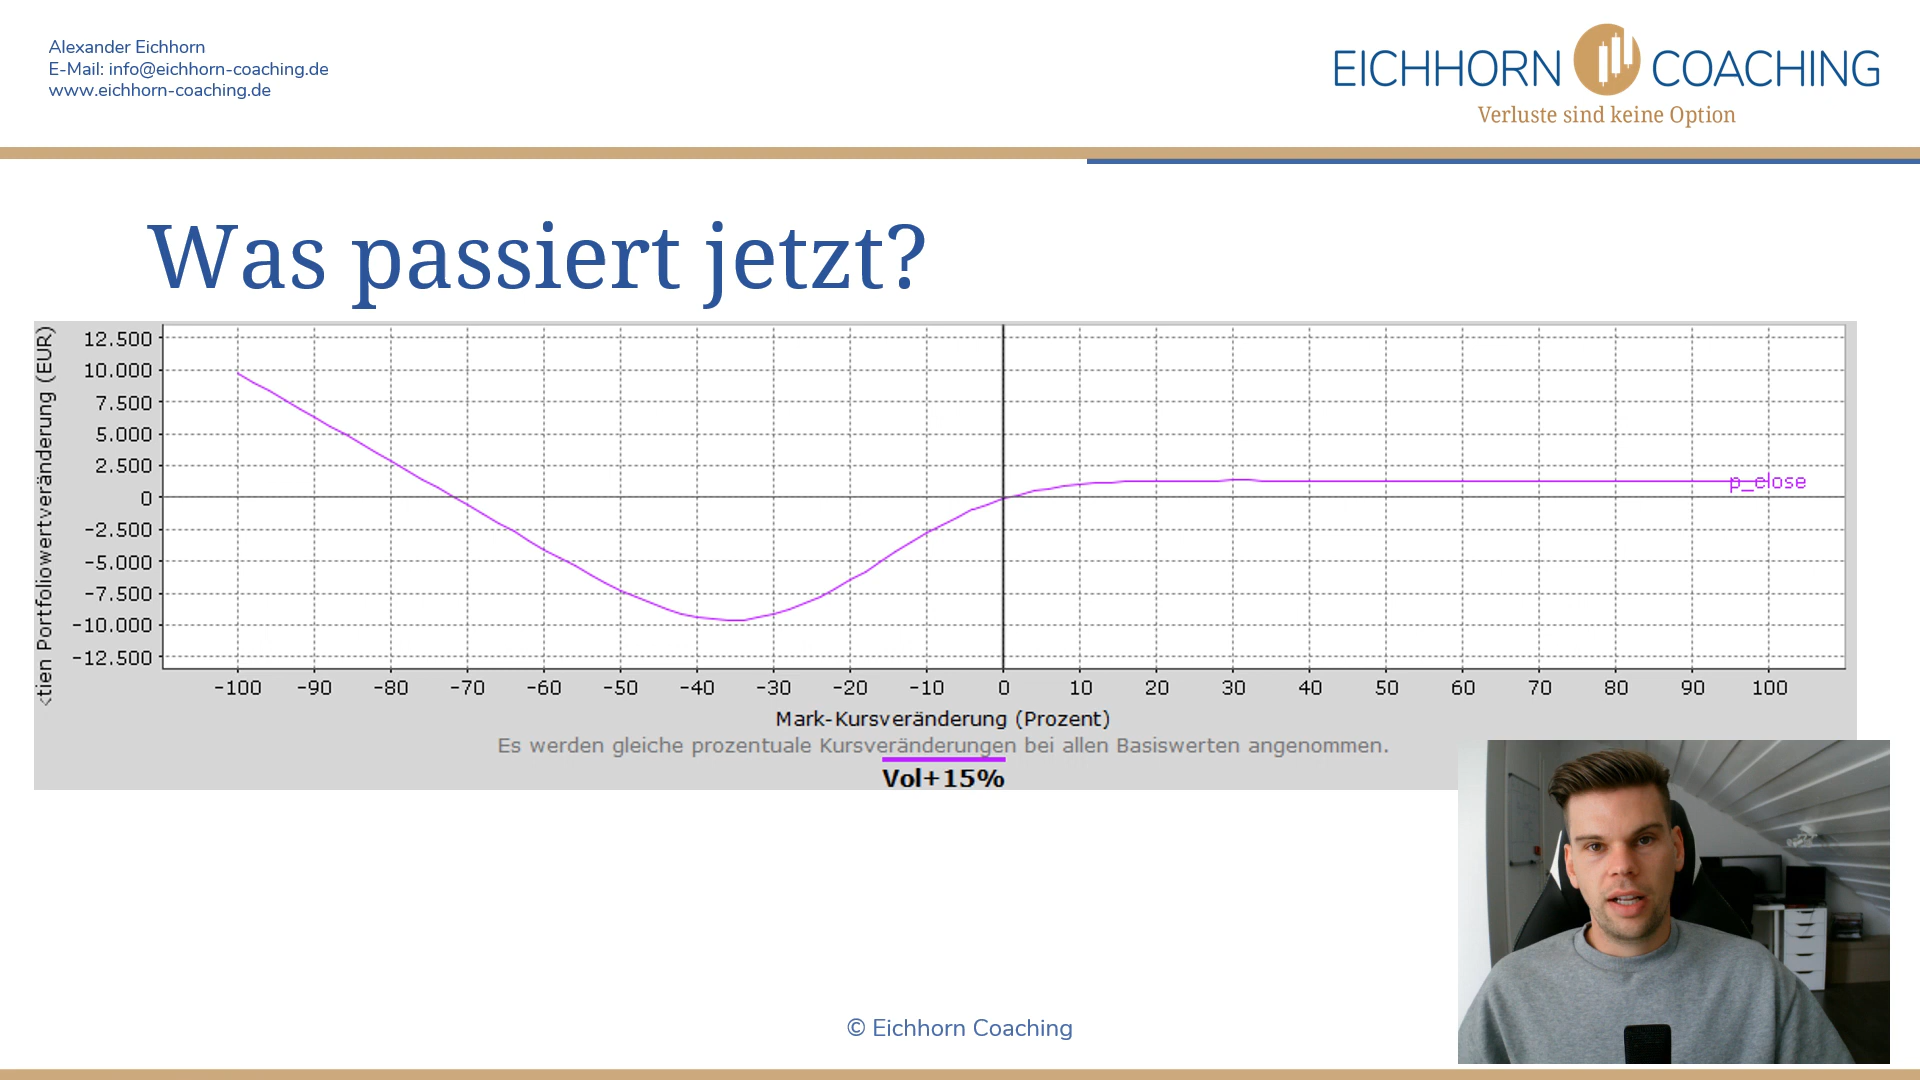 Alexander Eichhorn
E-Mail: info@eichhorn-coaching.de
www.eichhorn-coaching.de
EICHHORN COACHING
Verluste sind keine Option
Was passiert jetzt?
tien Portfoliowertveränderung (EUR)
12.500
10.000
7.500
5.000
2.500
0
-2.500
-5.000
-7.500
-10.000
-12.500
p_close
-100 -90 -80 -70 -60 -50 -40 -30 -20 -10 0 10 20 30 40 50 60 70 80 90 100
Mark-Kursveränderung (Prozent)
Es werden gleiche prozentuale Kursveränderungen bei allen Basiswerten angenommen.
Vol+15%
© Eichhorn Coaching